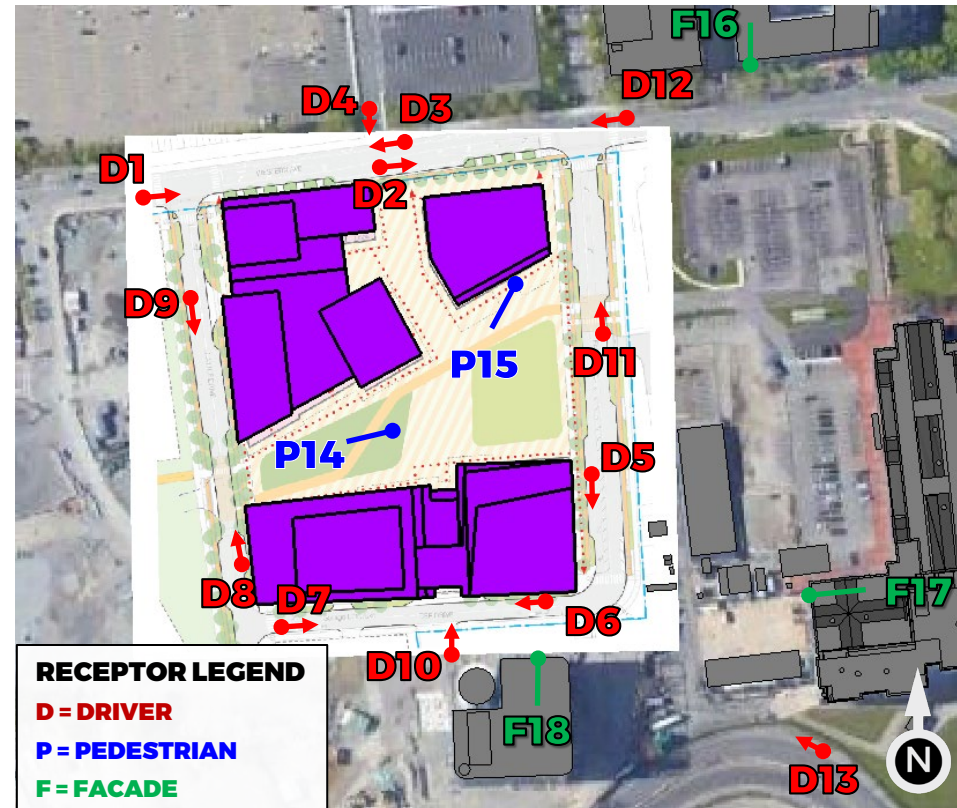 F16
D12
D4
D3
D1
D2
D9
P15
D11
P14
D5
D8
D7
D6
F17
D10
F18
D13
N
RECEPTOR LEGEND
D = DRIVER
P = PEDESTRIAN
F = FACADE